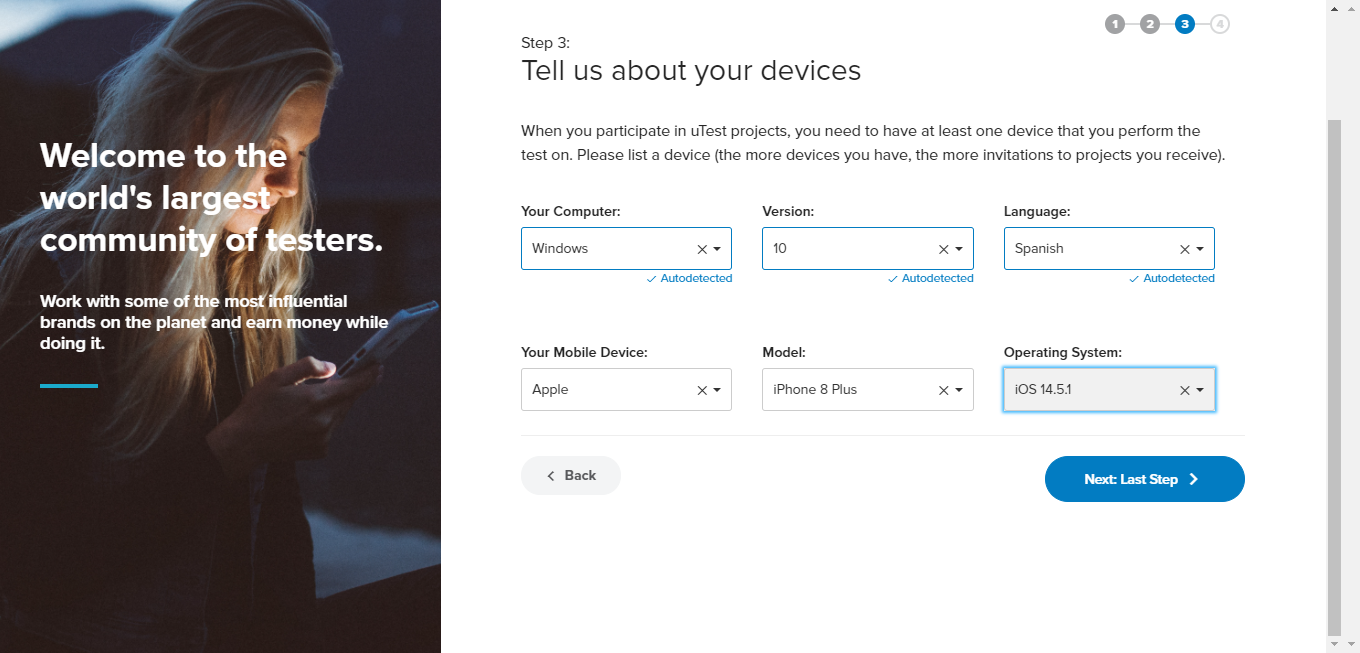 Welcome to the
world's largest
community of testers.
Work with some of the most influential
brands on the planet and earn money while
doing it.
1 2 3 4
Step 3:
Tell us about your devices
When you participate in uTest projects, you need to have at least one device that you perform the
test on. Please list a device (the more devices you have, the more invitations to projects you receive).
Your Computer: Version: Language:
Windows 10 Spanish
Autodetected Autodetected Autodetected
Your Mobile Device: Model: Operating System:
Apple iPhone 8 Plus iOS 14.5.1
Back Next: Last Step